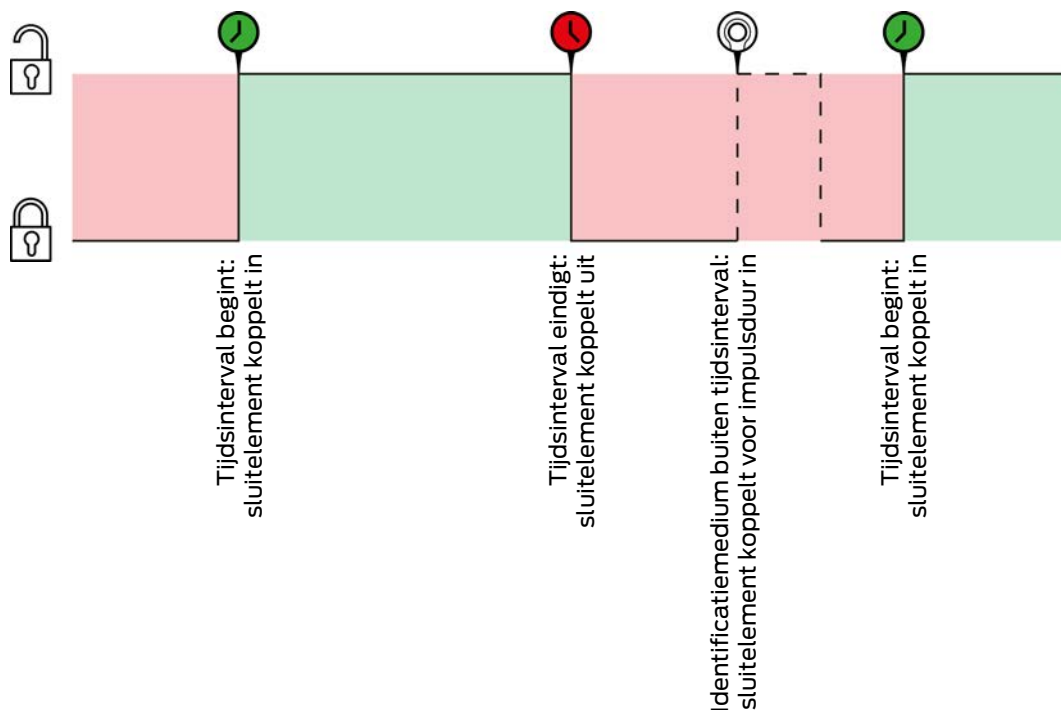 Tijdsinterval begint:
sluitelement koppelt in
Tijdsinterval eindigt:
sluitelement koppelt uit
Identificatiemedium buiten tijdsinterval:
sluitelement koppelt voor impulsduur in
Tijdsinterval begint:
sluitelement koppelt in